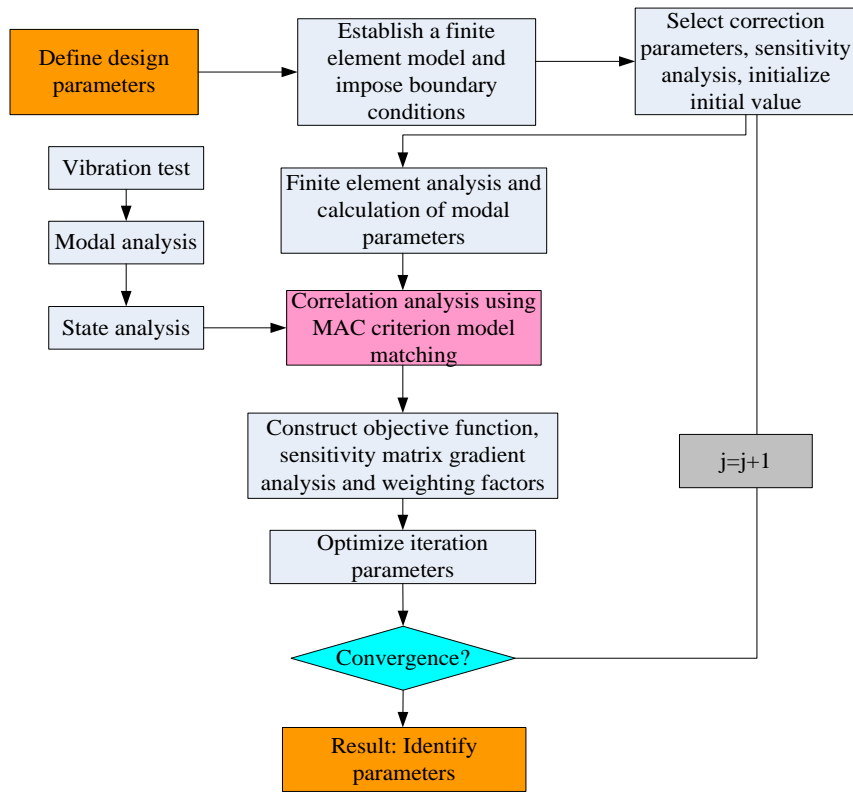 Define design
parameters
Establish a finite
element model and
impose boundary
conditions
Select correction
parameters, sensitivity
analysis, initialize
initial value
Vibration test
Modal analysis
State analysis
Finite element analysis and
calculation of modal
parameters
Correlation analysis using
MAC criterion model
matching
Construct objective function,
sensitivity matrix gradient
analysis and weighting factors
j=j+1
Optimize iteration
parameters
Convergence?
Result: Identify
parameters